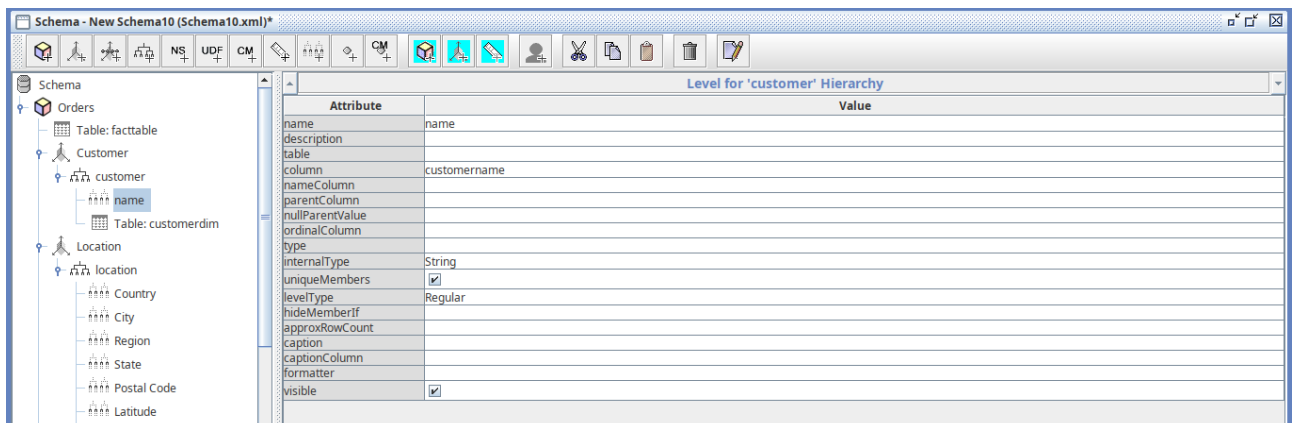 Schema - New Schema10 (Schema10.xml)*
NS UDF CM CM
Schema
Orders
Table: facttable
Customer
customer
name
Table: customerdim
Location
location
Country
City
Region
State
Postal Code
Latitude
Level for 'customer' Hierarchy
Attribute Value
name name
description
table
column customername
nameColumn
parentColumn
nullParentValue
ordinalColumn
type
internalType String
uniqueMembers
levelType Regular
hideMemberIf
approxRowCount
caption
captionColumn
formatter
visible